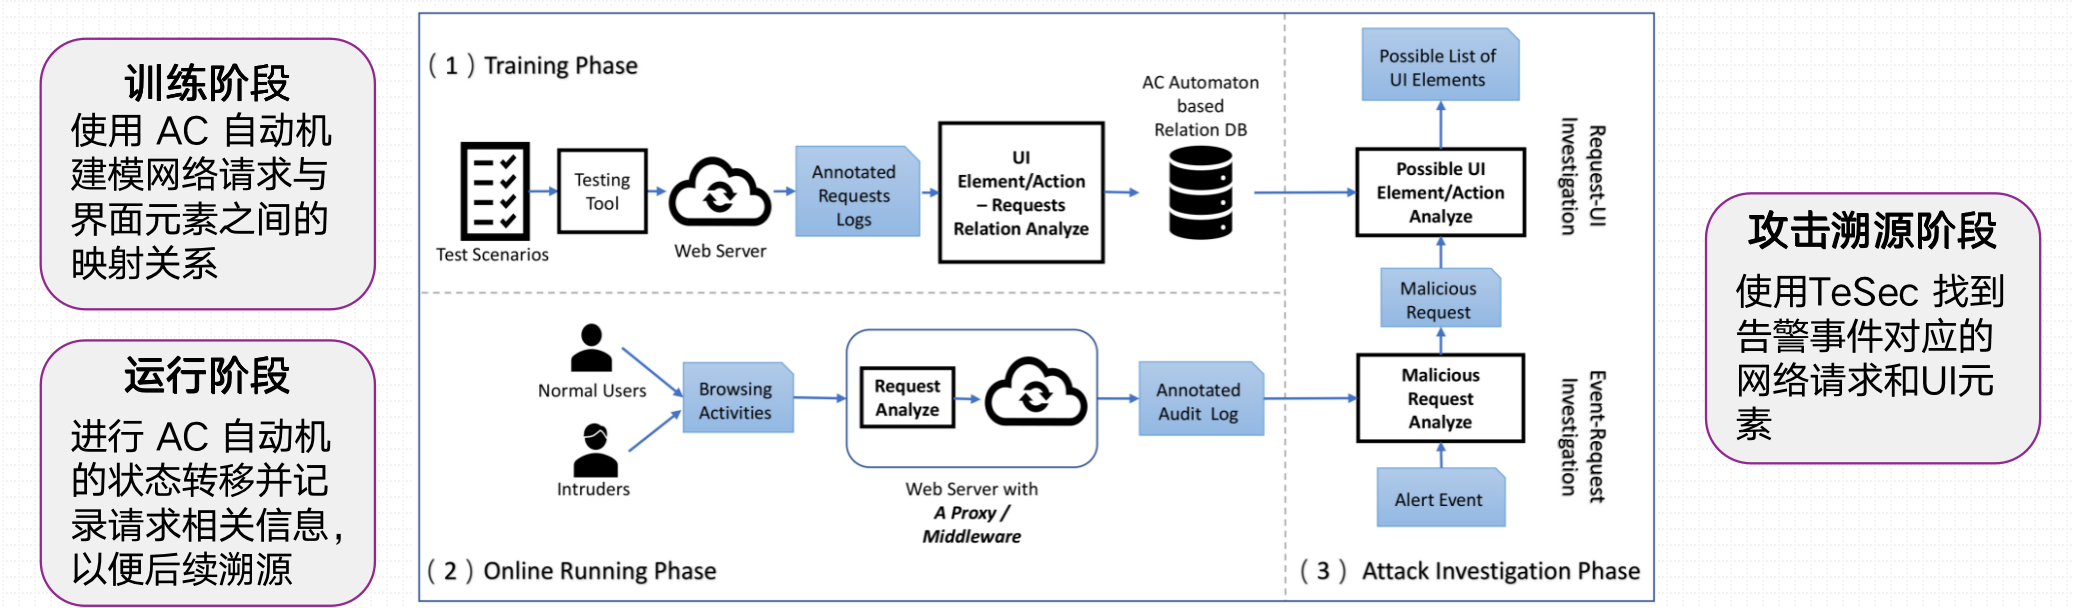 训练阶段
使用 AC 自动机
建模网络请求与
界面元素之间的
映射关系
运行阶段
进行 AC 自动机
的状态转移并记
录请求相关信息，
以便后续溯源
（1）Training Phase
Test Scenarios
Testing
Tool
Web Server
Annotated
Requests
Logs
UI
Element/Action
– Requests
Relation Analyze
AC Automaton
based
Relation DB
Normal Users
Intruders
Browsing
Activities
Request
Analyze
Web Server with
A Proxy /
Middleware
Annotated
Audit Log
（2）Online Running Phase
Possible List of
UI Elements
Possible UI
Element/Action
Analyze
Malicious
Request
Malicious
Request
Analyze
Alert Event
Request-UI
Investigation
Event-Request
Investigation
（3）Attack Investigation Phase
攻击溯源阶段
使用TeSec 找到
告警事件对应的
网络请求和UI元
素